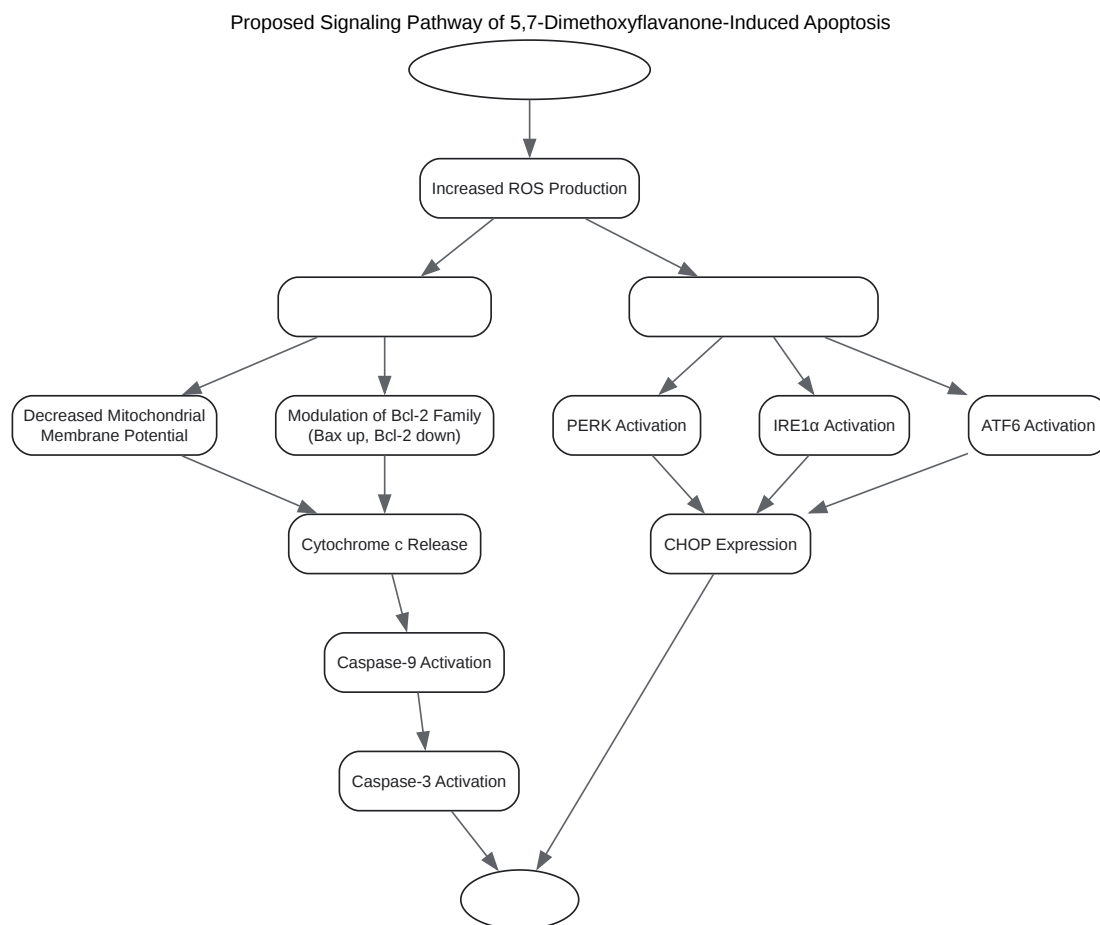 Proposed Signaling Pathway of 5,7-Dimethoxyflavanone-Induced Apoptosis
Increased ROS Production
Decreased Mitochondrial
Membrane Potential
Modulation of Bcl-2 Family
(Bax up, Bcl-2 down)
PERK Activation
IRE1α Activation
ATF6 Activation
Cytochrome c Release
CHOP Expression
Caspase-9 Activation
Caspase-3 Activation